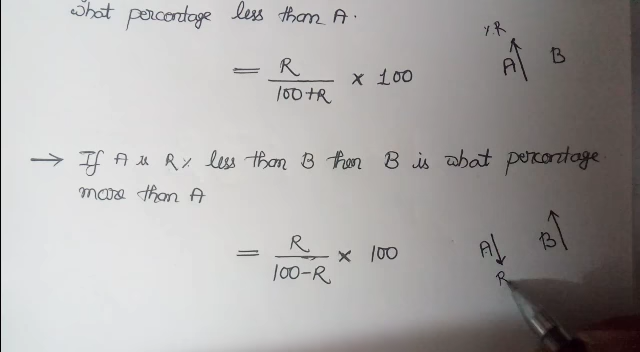 what percentage less than A.
% R
A B
= R / 100+R × 100
→ If A is R% less than B then B is what percentage
more than A
A B
= R / 100-R × 100
R